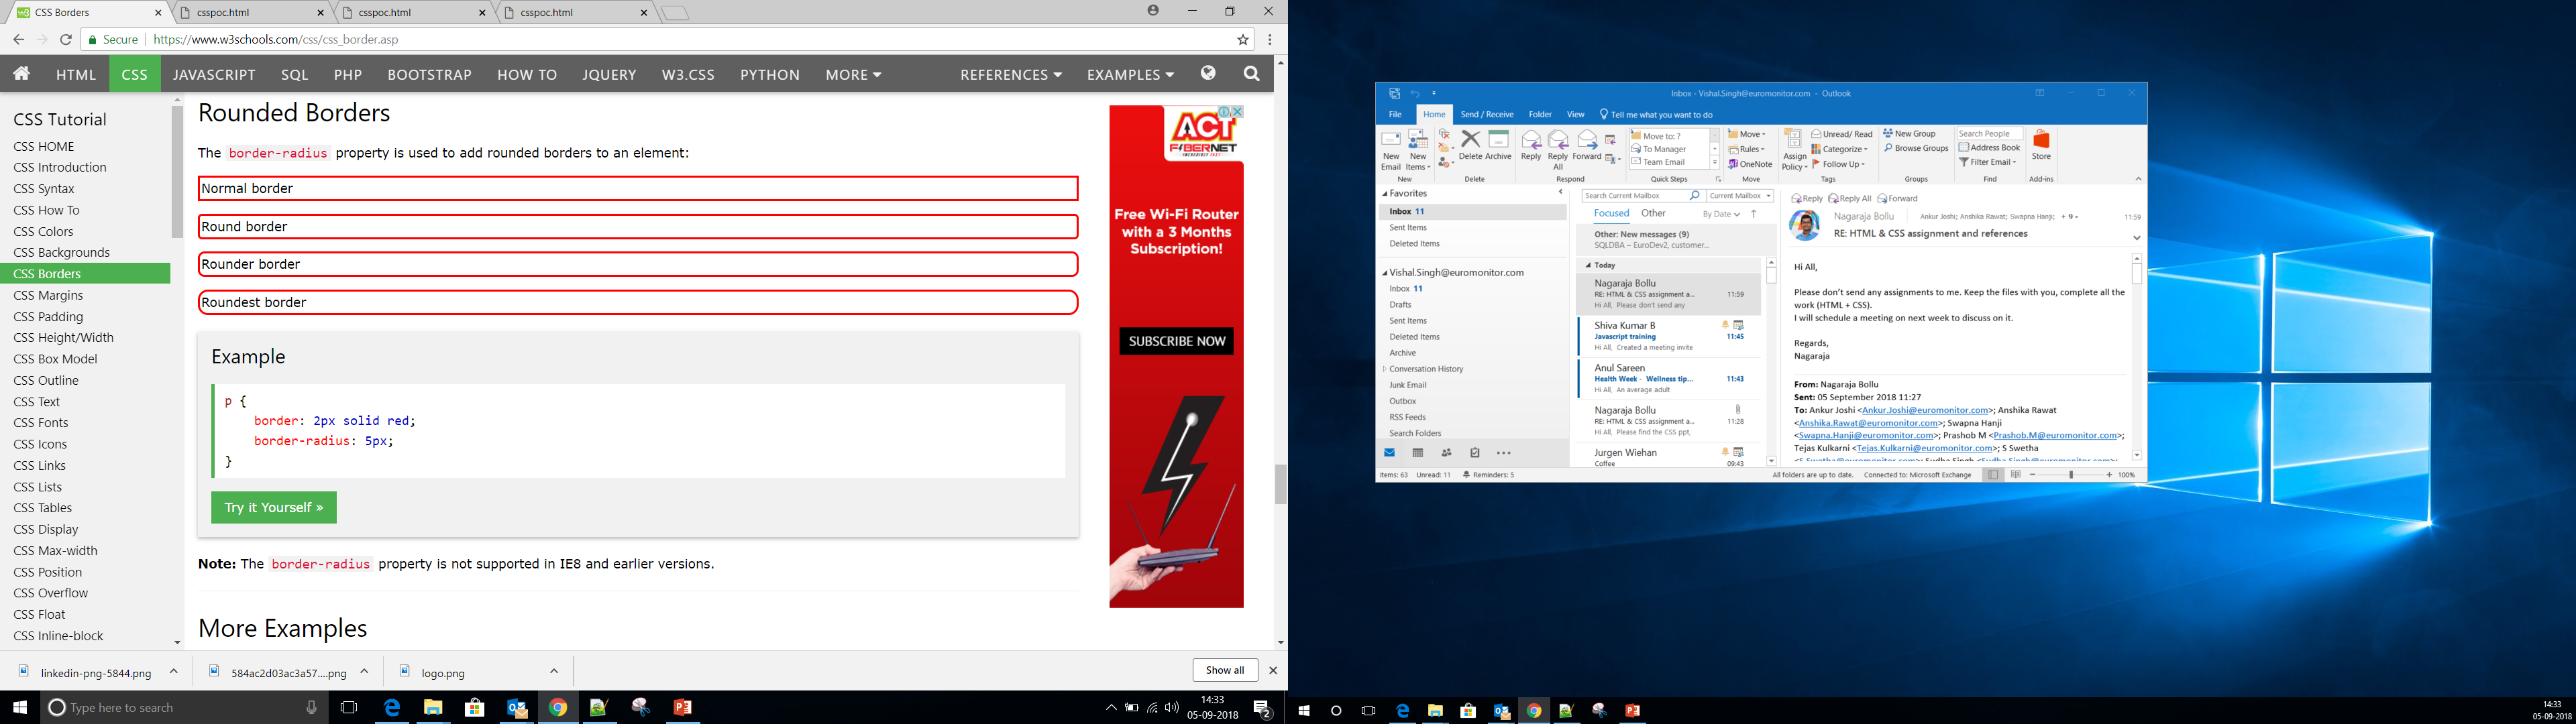 CSS Borders
csspoc.html
csspoc.html
csspoc.html
Secure
https://www.w3schools.com/css/css_border.asp
HTML CSS JAVASCRIPT SQL PHP BOOTSTRAP HOW TO JQUERY W3.CSS PYTHON MORE REFERENCES EXAMPLES
CSS Tutorial
CSS HOME
CSS Introduction
CSS Syntax
CSS How To
CSS Colors
CSS Backgrounds
CSS Borders
CSS Margins
CSS Padding
CSS Height/Width
CSS Box Model
CSS Outline
CSS Text
CSS Fonts
CSS Icons
CSS Links
CSS Lists
CSS Tables
CSS Display
CSS Max-width
CSS Position
CSS Overflow
CSS Float
CSS Inline-block
Rounded Borders
The border-radius property is used to add rounded borders to an element:
Normal border
Round border
Rounder border
Roundest border
Example
p {
border: 2px solid red;
border-radius: 5px;
}
Try it Yourself »
Note: The border-radius property is not supported in IE8 and earlier versions.
More Examples
ACT
FIBERNET
INCREDIBLY FAST
Free Wi-Fi Router
with a 3 Months
Subscription!
SUBSCRIBE NOW
linkedin-png-5844.png
584ac2d03ac3a57....png
logo.png
Show all
Type here to search
14:33
05-09-2018
2
Inbox - Vishal.Singh@euromonitor.com - Outlook
File Home Send / Receive Folder View Tell me what you want to do
New Email
New Items
New
Delete Archive
Delete
Reply Reply All Forward
Respond
Move to: ?
To Manager
Team Email
Quick Steps
Move
Rules
OneNote
Move
Assign Policy
Unread/ Read
Categorize
Follow Up
Tags
New Group
Browse Groups
Groups
Search People
Address Book
Filter Email
Find
Store
Add-ins
Favorites
Inbox 11
Sent Items
Deleted Items
Vishal.Singh@euromonitor.com
Inbox 11
Drafts
Sent Items
Deleted Items
Archive
Conversation History
Junk Email
Outbox
RSS Feeds
Search Folders
Search Current Mailbox
Current Mailbox
Focused Other By Date
Other: New messages (9)
SQLDBA – EuroDev2, customer...
Today
Nagaraja Bollu
RE: HTML & CSS assignment a... 11:59
Hi All, Please don't send any
Shiva Kumar B
Javascript training 11:45
Hi All, Created a meeting invite
Anul Sareen
Health Week - Wellness tip... 11:43
Hi All, An average adult
Nagaraja Bollu
RE: HTML & CSS assignment a... 11:28
Hi All, Please find the CSS ppt,
Jurgen Wiehan
Coffee 09:43
Reply Reply All Forward
Nagaraja Bollu Ankur Joshi; Anshika Rawat; Swapna Hanji; + 9 11:59
RE: HTML & CSS assignment and references
Hi All,
Please don't send any assignments to me. Keep the files with you, complete all the
work (HTML + CSS).
I will schedule a meeting on next week to discuss on it.
Regards,
Nagaraja
From: Nagaraja Bollu
Sent: 05 September 2018 11:27
To: Ankur Joshi <Ankur.Joshi@euromonitor.com>; Anshika Rawat
<Anshika.Rawat@euromonitor.com>; Swapna Hanji
<Swapna.Hanji@euromonitor.com>; Prashob M <Prashob.M@euromonitor.com>;
Tejas Kulkarni <Tejas.Kulkarni@euromonitor.com>; S Swetha
<S.Swetha@euromonitor.com>; Sudha Singh <Sudha.Singh@euromonitor.com>;
Items: 63 Unread: 11 Reminders: 5
All folders are up to date. Connected to: Microsoft Exchange 100%
14:33
05-09-2018